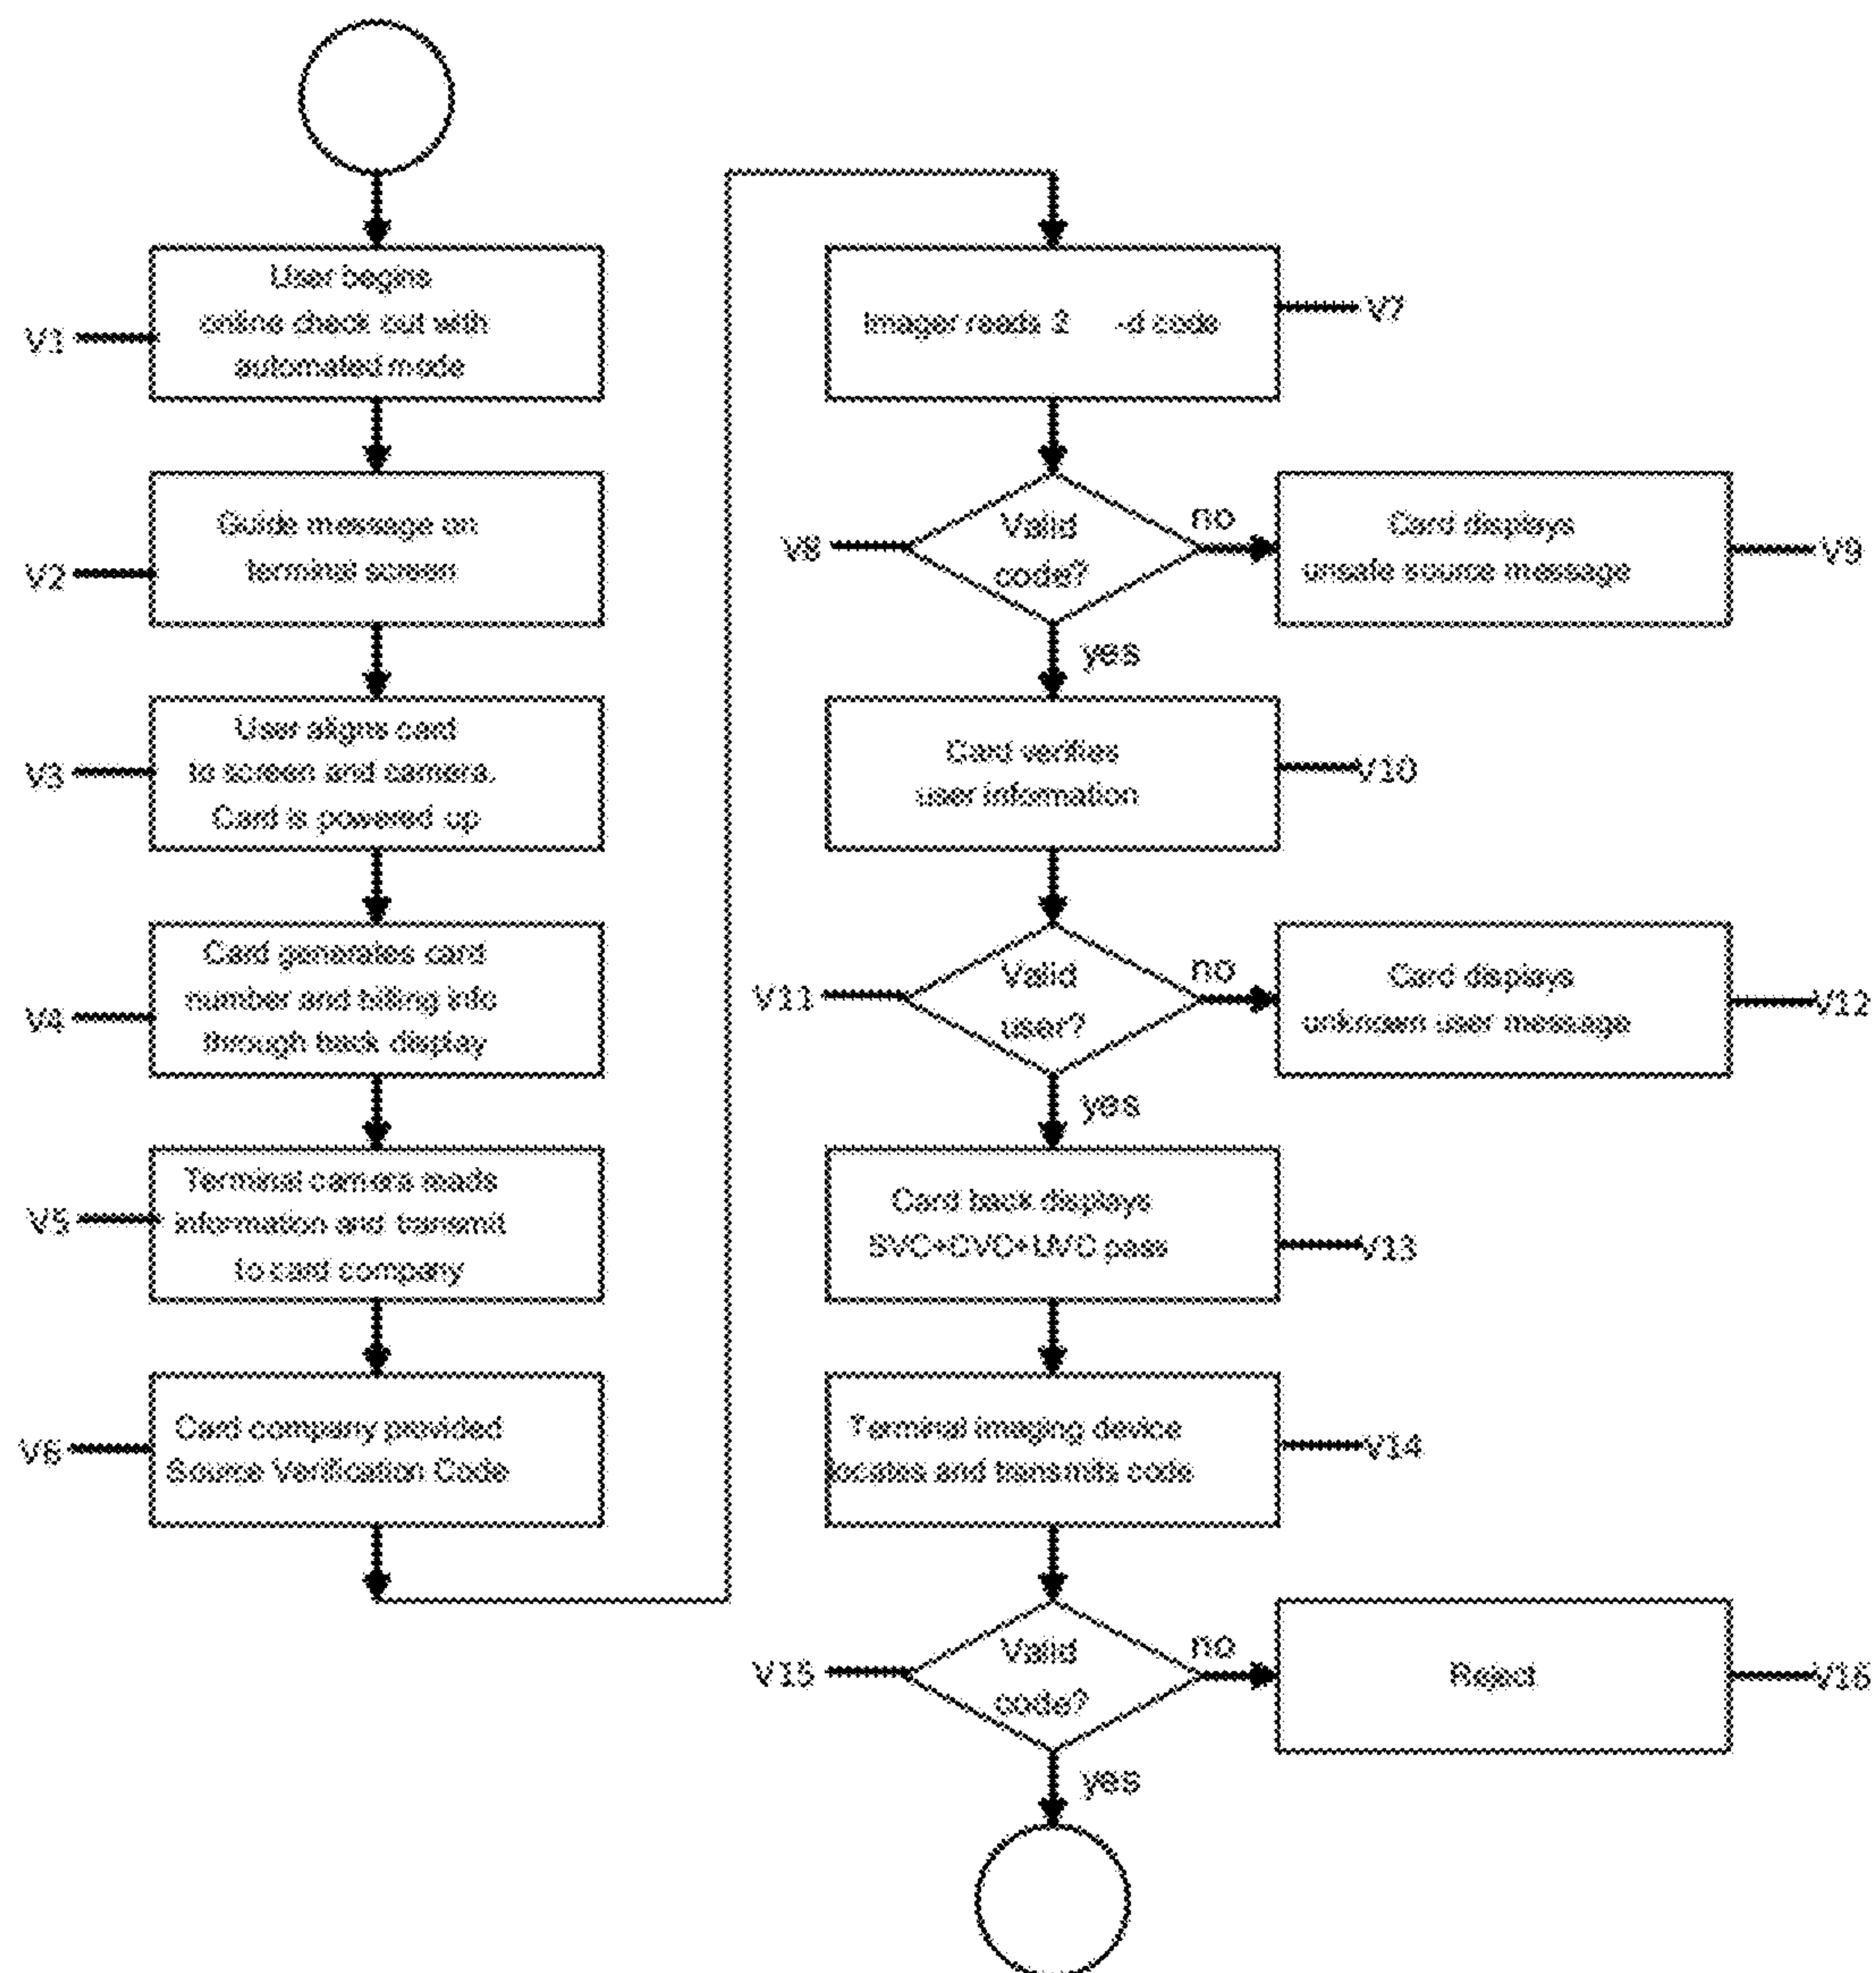 V1
User begins
online check out with
automated mode
V2
Guide message on
terminal screen
V3
User aligns card
to screen and camera.
Card is powered up
V4
Card generates card
number and billing info
through back display
V5
Terminal camera reads
information and transmit
to card company
V6
Card company provided
Source Verification Code
Imager reads 2 -d code
V7
V8
Valid
code?
no
Card displays
unsafe source message
V9
yes
Card verifies
user information
V10
V11
Valid
user?
no
Card displays
unknown user message
V12
yes
Card back displays
SVC+CVC+UVC pass
V13
Terminal imaging device
locates and transmits code
V14
V15
Valid
code?
no
Reject
V16
yes